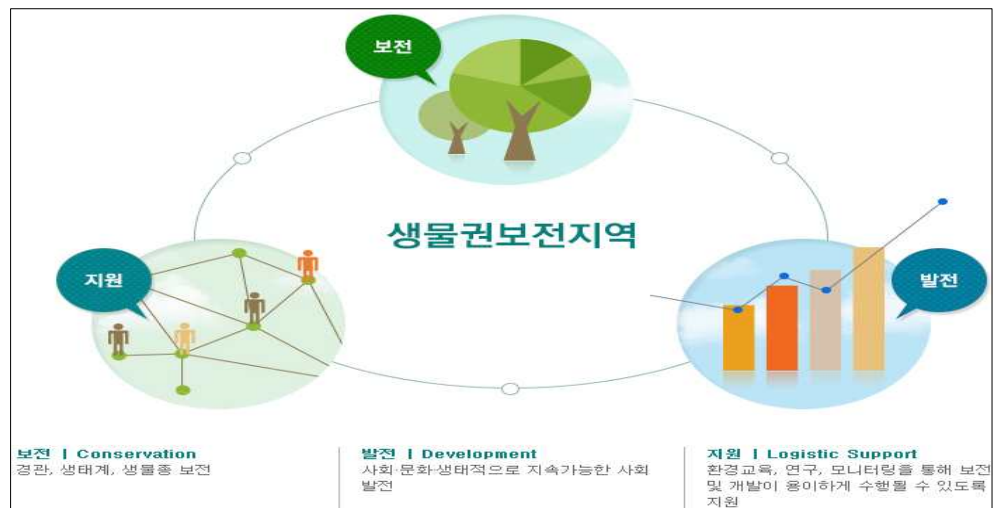 보전
생물권보전지역
지원
발전
보전 | Conservation
경관, 생태계, 생물종 보전
발전 | Development
사회·문화·생태적으로 지속가능한 사회
발전
지원 | Logistic Support
환경교육, 연구, 모니터링을 통해 보전
및 개발이 용이하게 수행될 수 있도록
지원